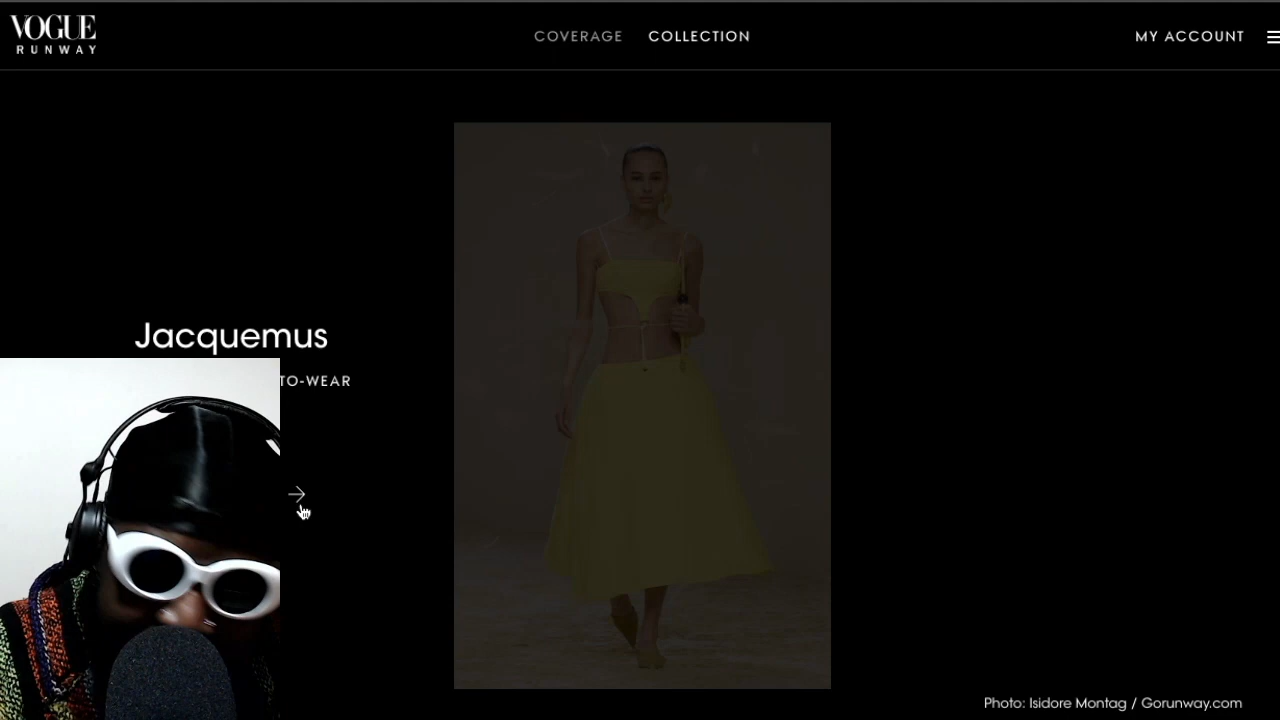 VOGUE
RUNWAY
COVERAGE COLLECTION
MY ACCOUNT
Jacquemus
TO-WEAR
Photo: Isidore Montag / Gorunway.com